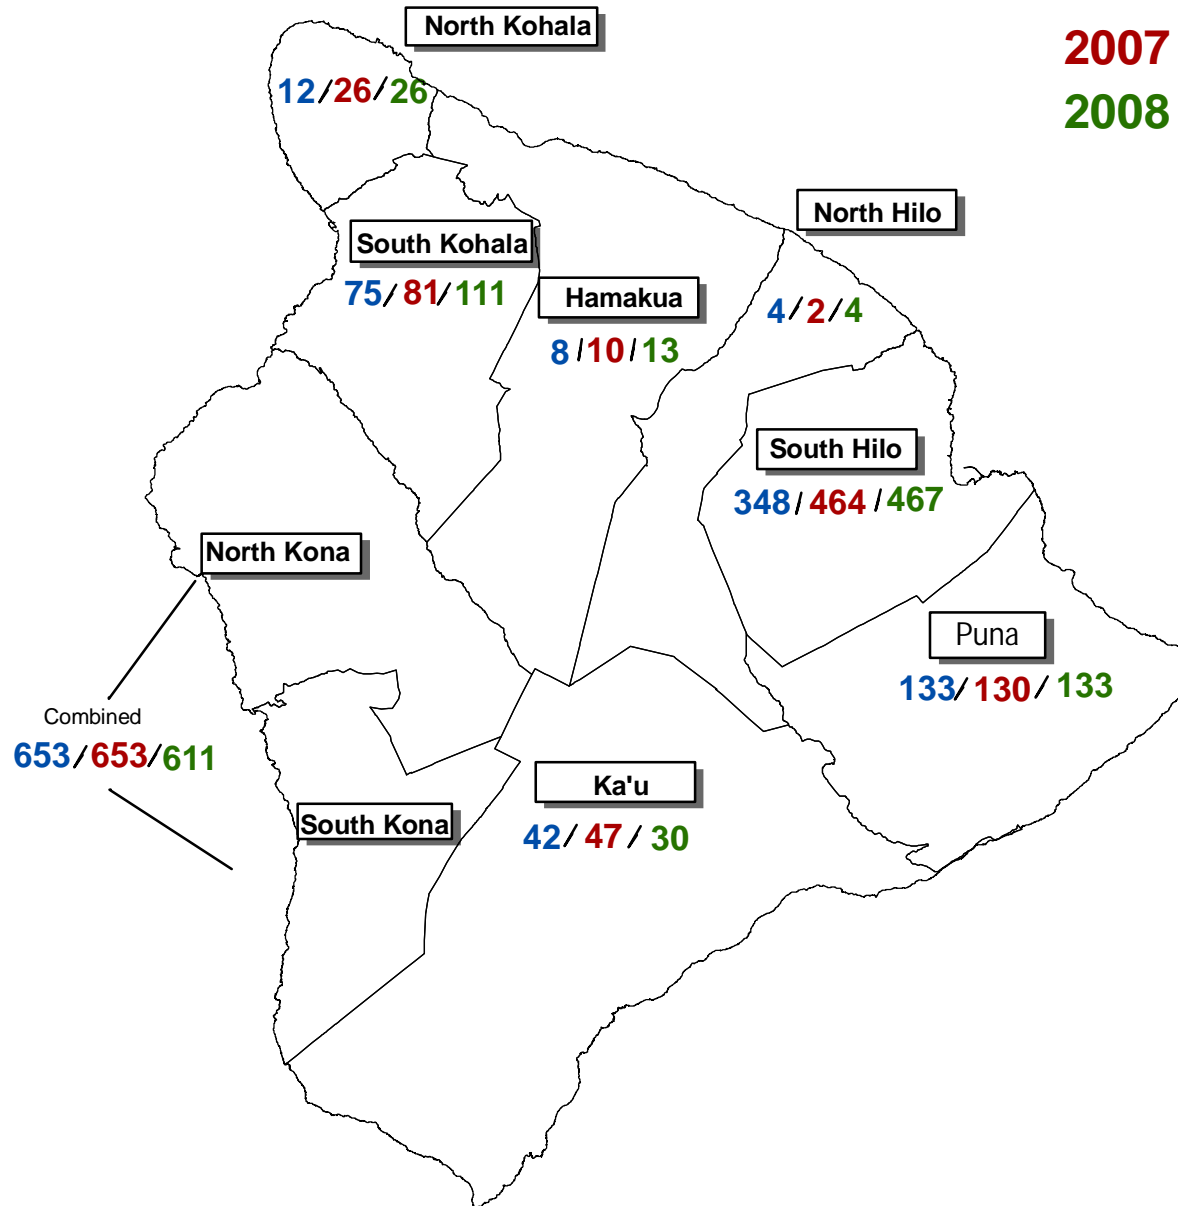 North Kohala
2007
12/26/26
2008
North Hilo
South Kohala
75/81/111
Hamakua
4/2/4
8/10/13
South Hilo
348/464/467
North Kona
Puna
133/130/133
Combined
653/653/611
Ka'u
South Kona
42/47/30